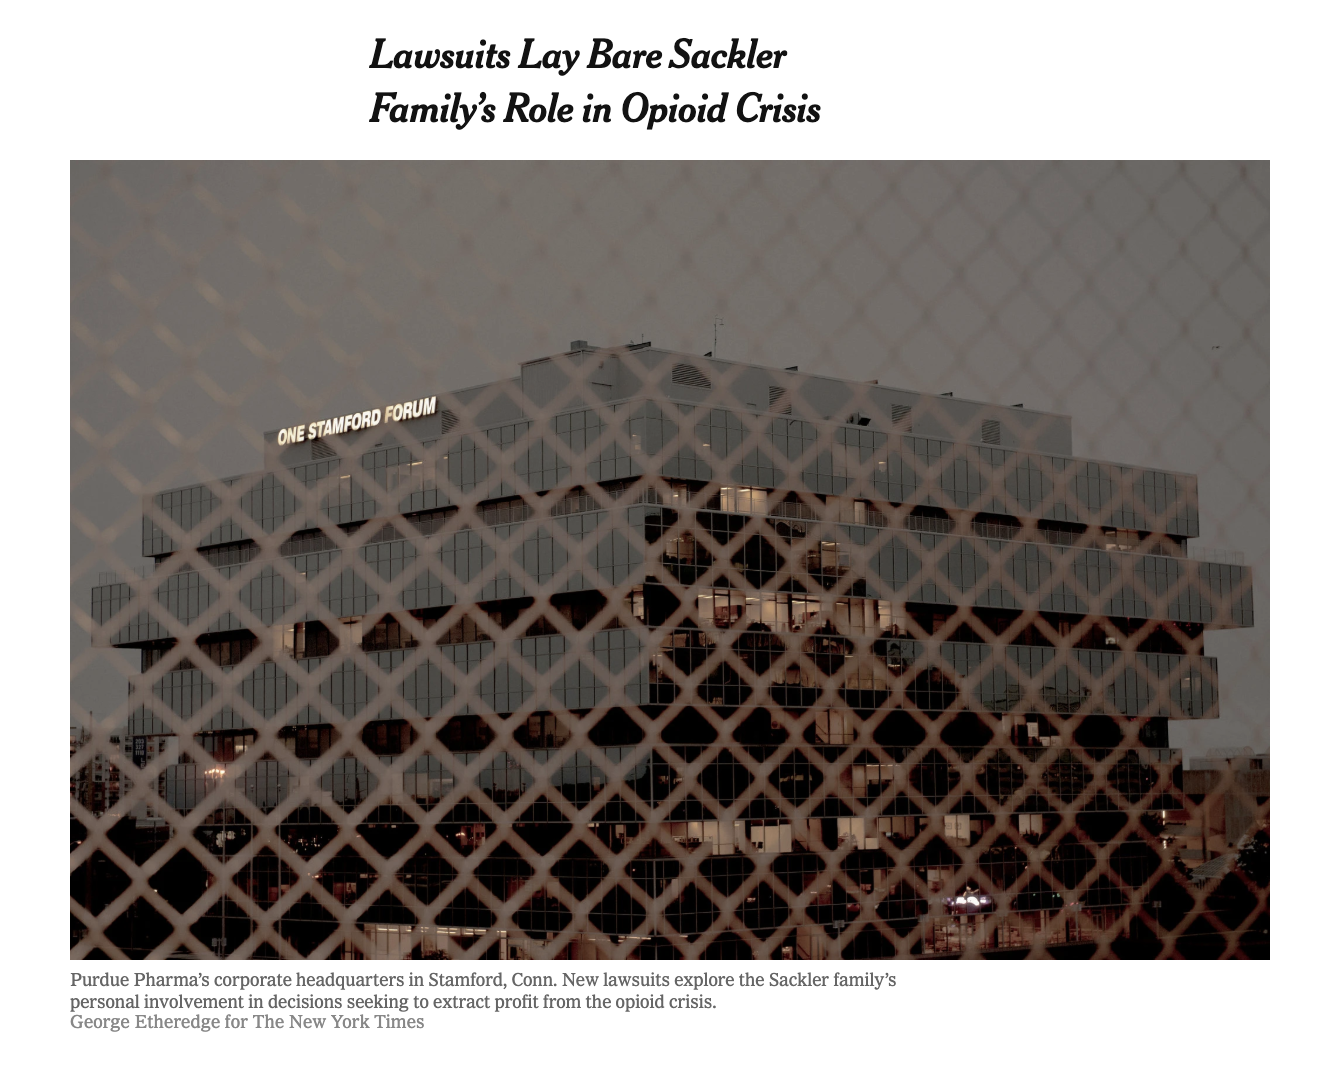 Lawsuits Lay Bare Sackler
Family’s Role in Opioid Crisis
ONE STAMFORD FORUM
Purdue Pharma’s corporate headquarters in Stamford, Conn. New lawsuits explore the Sackler family’s
personal involvement in decisions seeking to extract profit from the opioid crisis.
George Etheredge for The New York Times